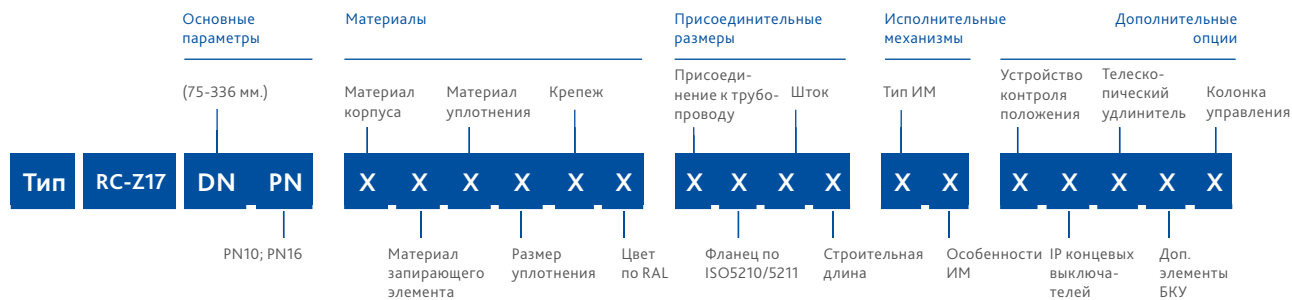 Основные
параметры
Материалы
Присоединительные
размеры
Исполнительные
механизмы
Дополнительные
опции
(75-336 мм.)
Материал
корпуса
Материал
уплотнения
Крепеж
Присоеди-
нение к трубо-
проводу
Шток
Тип ИМ
Устройство
контроля
положения
Телеско-
пический
удлинитель
Колонка
управления
Тип RC-Z17 DN PN X X X X X X X X X X X X X X X X X
PN10; PN16
Материал
запирающего
элемента
Размер
уплотнения
Цвет
по RAL
Фланец по
ISO5210/5211
Строительная
длина
Особенности
ИМ
IP концевых
выключа-
телей
Доп.
элементы
БКУ